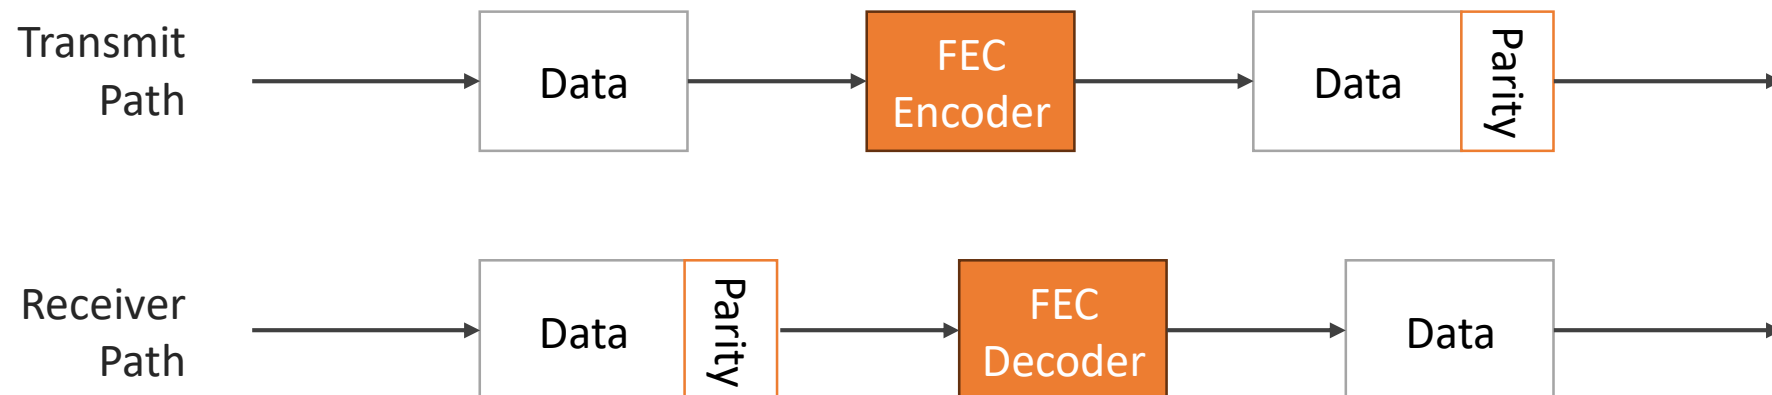 Transmit
Path
Data
FEC
Encoder
Data
Parity
Receiver
Path
Data
Parity
FEC
Decoder
Data